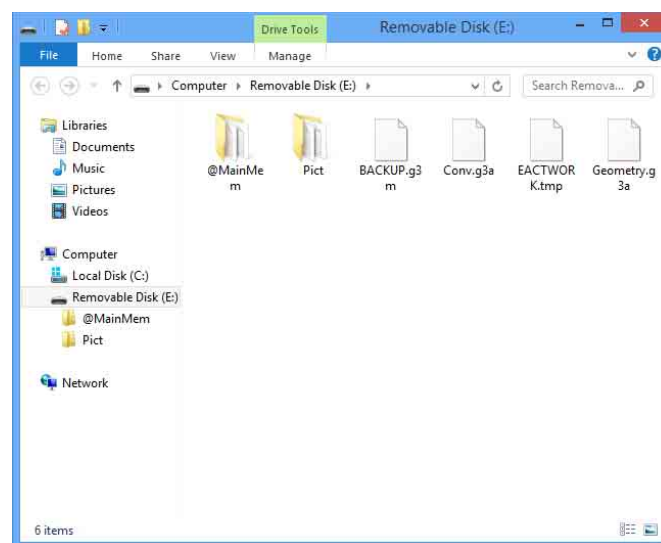 Drive Tools
Removable Disk (E:)
File Home Share View Manage
Computer Removable Disk (E:)
Search Remova...
Libraries
Documents
Music
Pictures
Videos
Computer
Local Disk (C:)
Removable Disk (E:)
@MainMem
Pict
Network
@MainMe
m
Pict
BACKUP.g3
m
Conv.g3a
EACTWOR
K.tmp
Geometry.g
3a
6 items